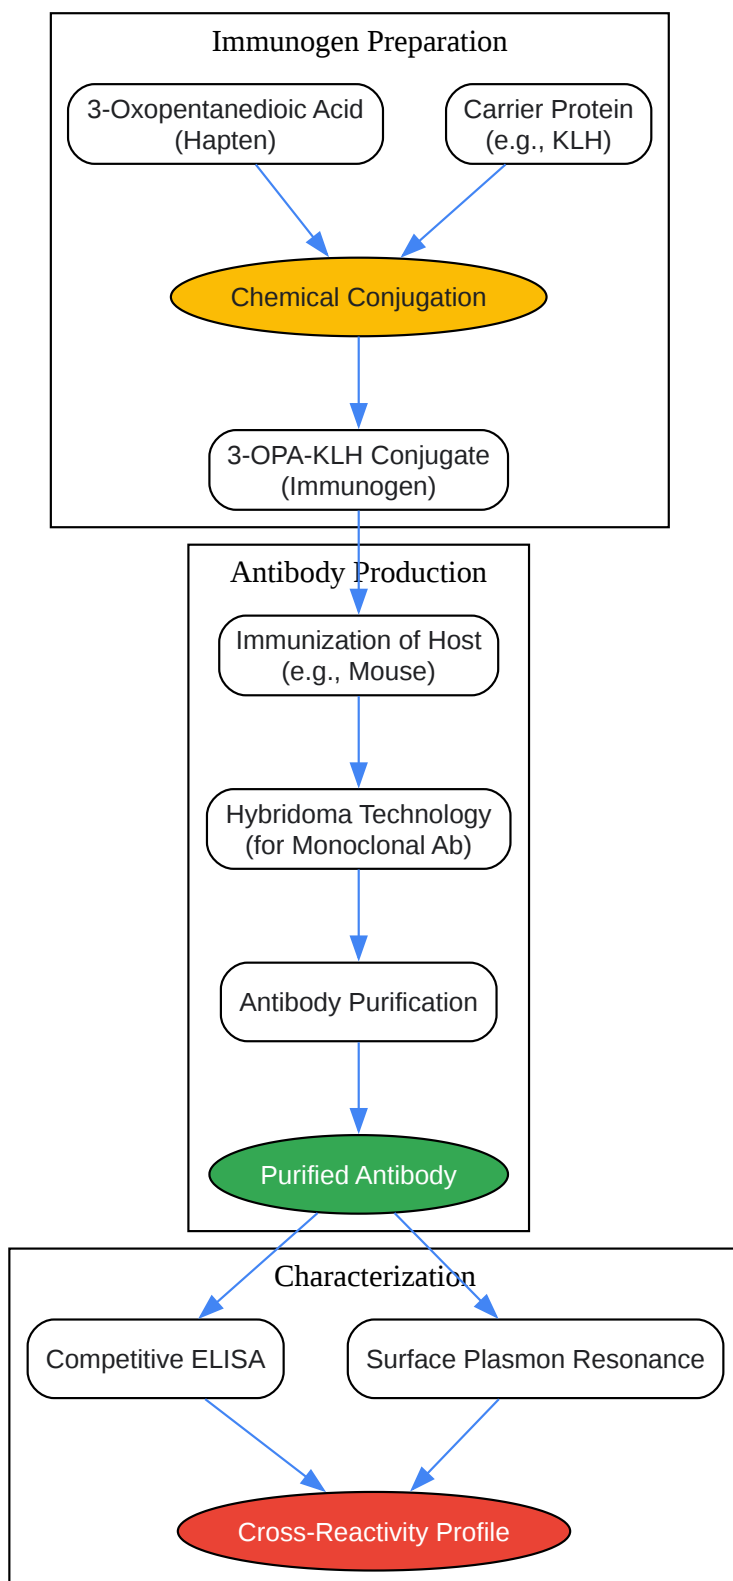 Immunogen Preparation
3-Oxopentanedioic Acid
(Hapten)
Carrier Protein
(e.g., KLH)
Chemical Conjugation
3-OPA-KLH Conjugate
(Immunogen)
Antibody Production
Immunization of Host
(e.g., Mouse)
Hybridoma Technology
(for Monoclonal Ab)
Antibody Purification
Purified Antibody
Characterization
Competitive ELISA
Surface Plasmon Resonance
Cross-Reactivity Profile